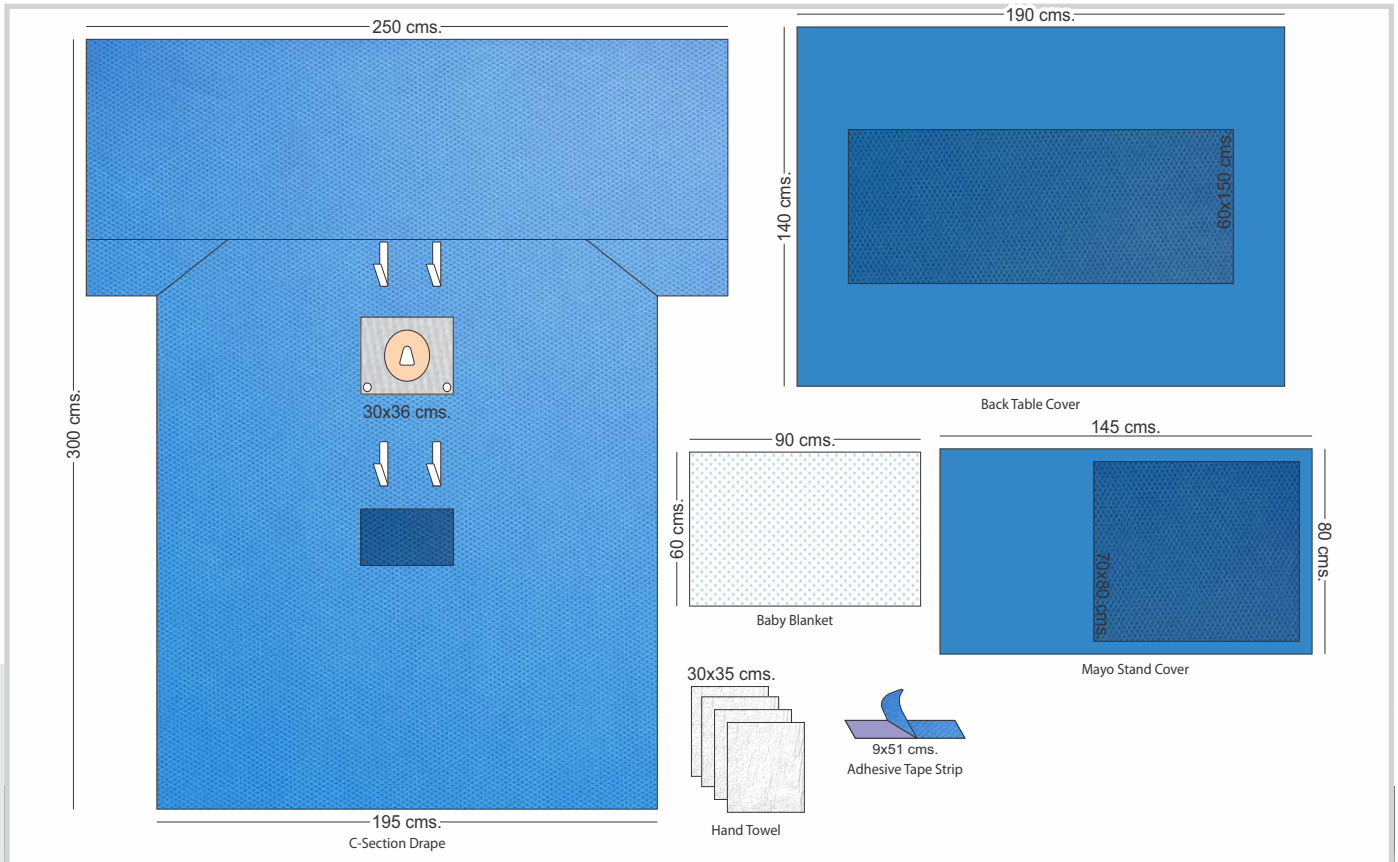 250 cms.
300 cms.
30x36 cms.
195 cms.
C-Section Drape
190 cms.
140 cms.
60x150 cms.
Back Table Cover
90 cms.
60 cms.
Baby Blanket
145 cms.
80 cms.
70x80 cms.
Mayo Stand Cover
30x35 cms.
Hand Towel
9x51 cms.
Adhesive Tape Strip